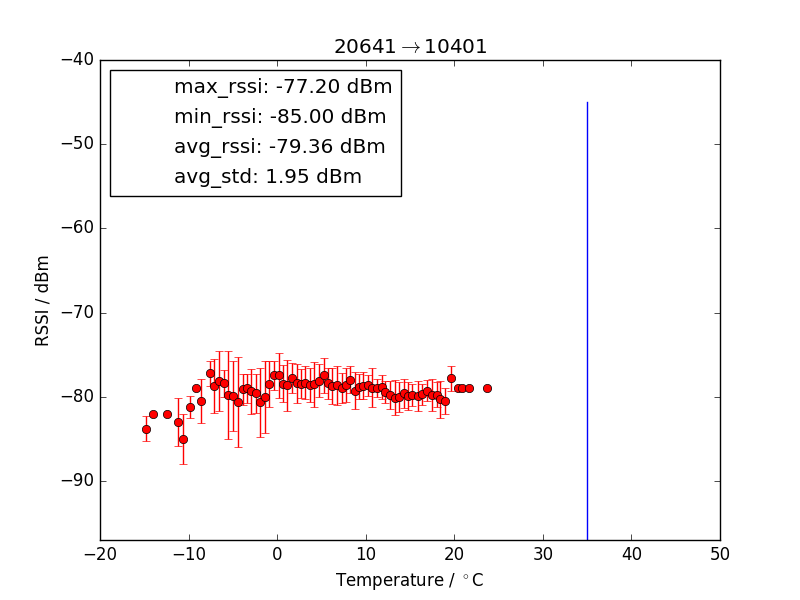 20641→10401
max_rssi: -77.20 dBm
min_rssi: -85.00 dBm
avg_rssi: -79.36 dBm
avg_std: 1.95 dBm
−40
−50
−60
−70
−80
−90
RSSI / dBm
−20 −10 0 10 20 30 40 50
Temperature / °C